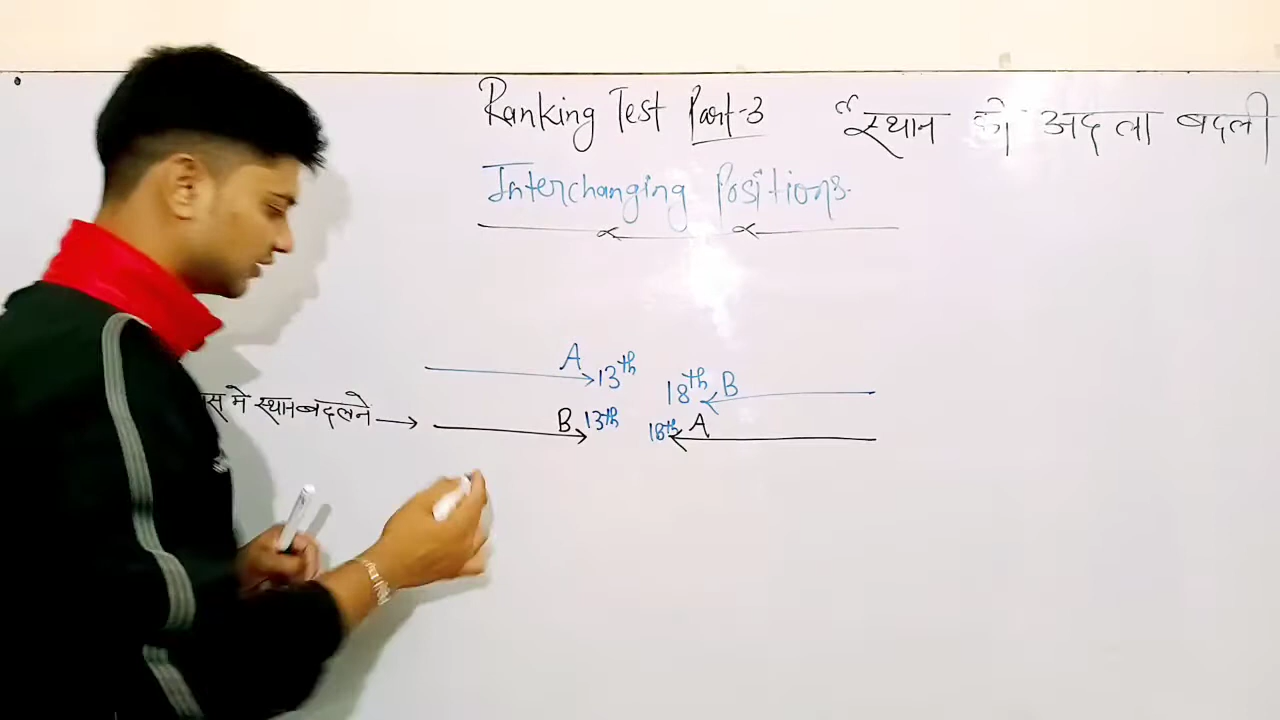 Ranking Test Part-3 "स्थान की अदला बदली
Interchanging Positions.
A 13th 18th B
में स्थान बदलने → B 13th 18th A